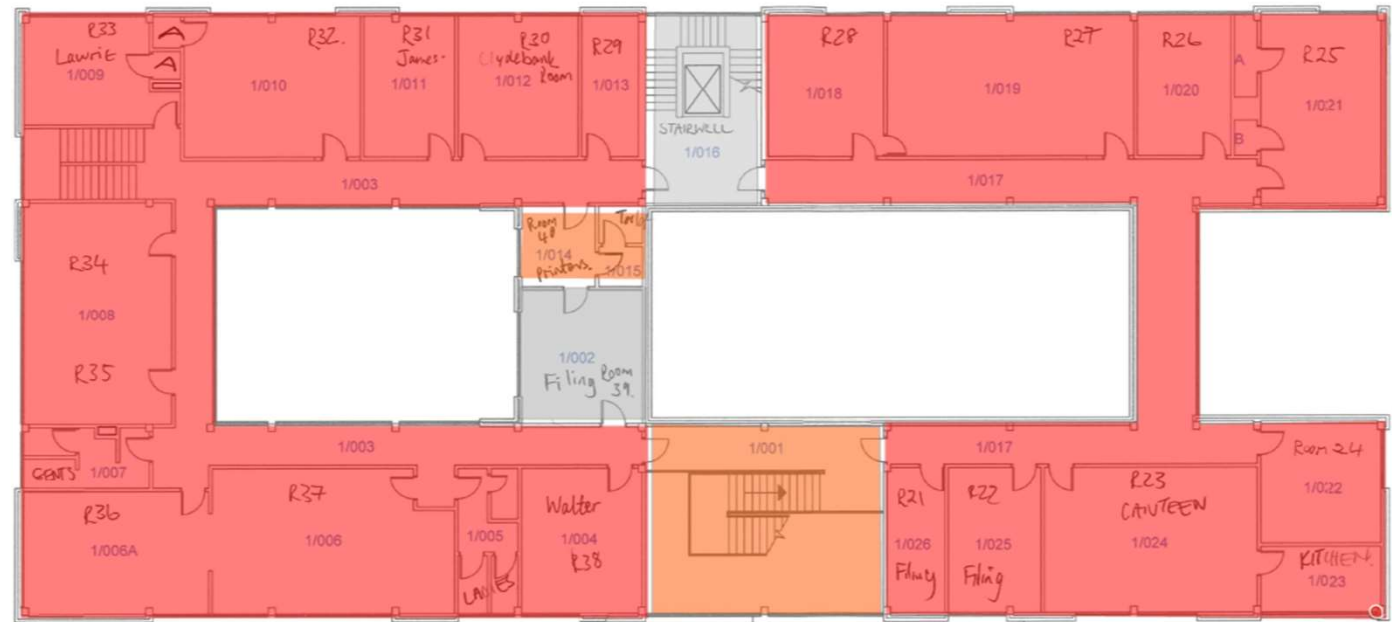 R33
Lawrie
1/009
A
A
R32.
1/010
R31
James.
1/011
R30
Clydebank
Room
1/012
R29
1/013
STAIRWELL
1/016
R28
1/018
R27
1/019
R26
1/020
A
B
R25
1/021
1/003
1/017
Room
40
1/014
Printers.
1/015
R34
1/008
R35
1/002
Filing Room
39.
GENTS
1/007
1/003
1/001
1/017
R36
1/006A
R37
1/006
1/005
LADIES
Walter
1/004
R38
R21
1/026
Filing
R22
1/025
Filing
R23
CANTEEN
1/024
Room 24
1/022
KITCHEN.
1/023